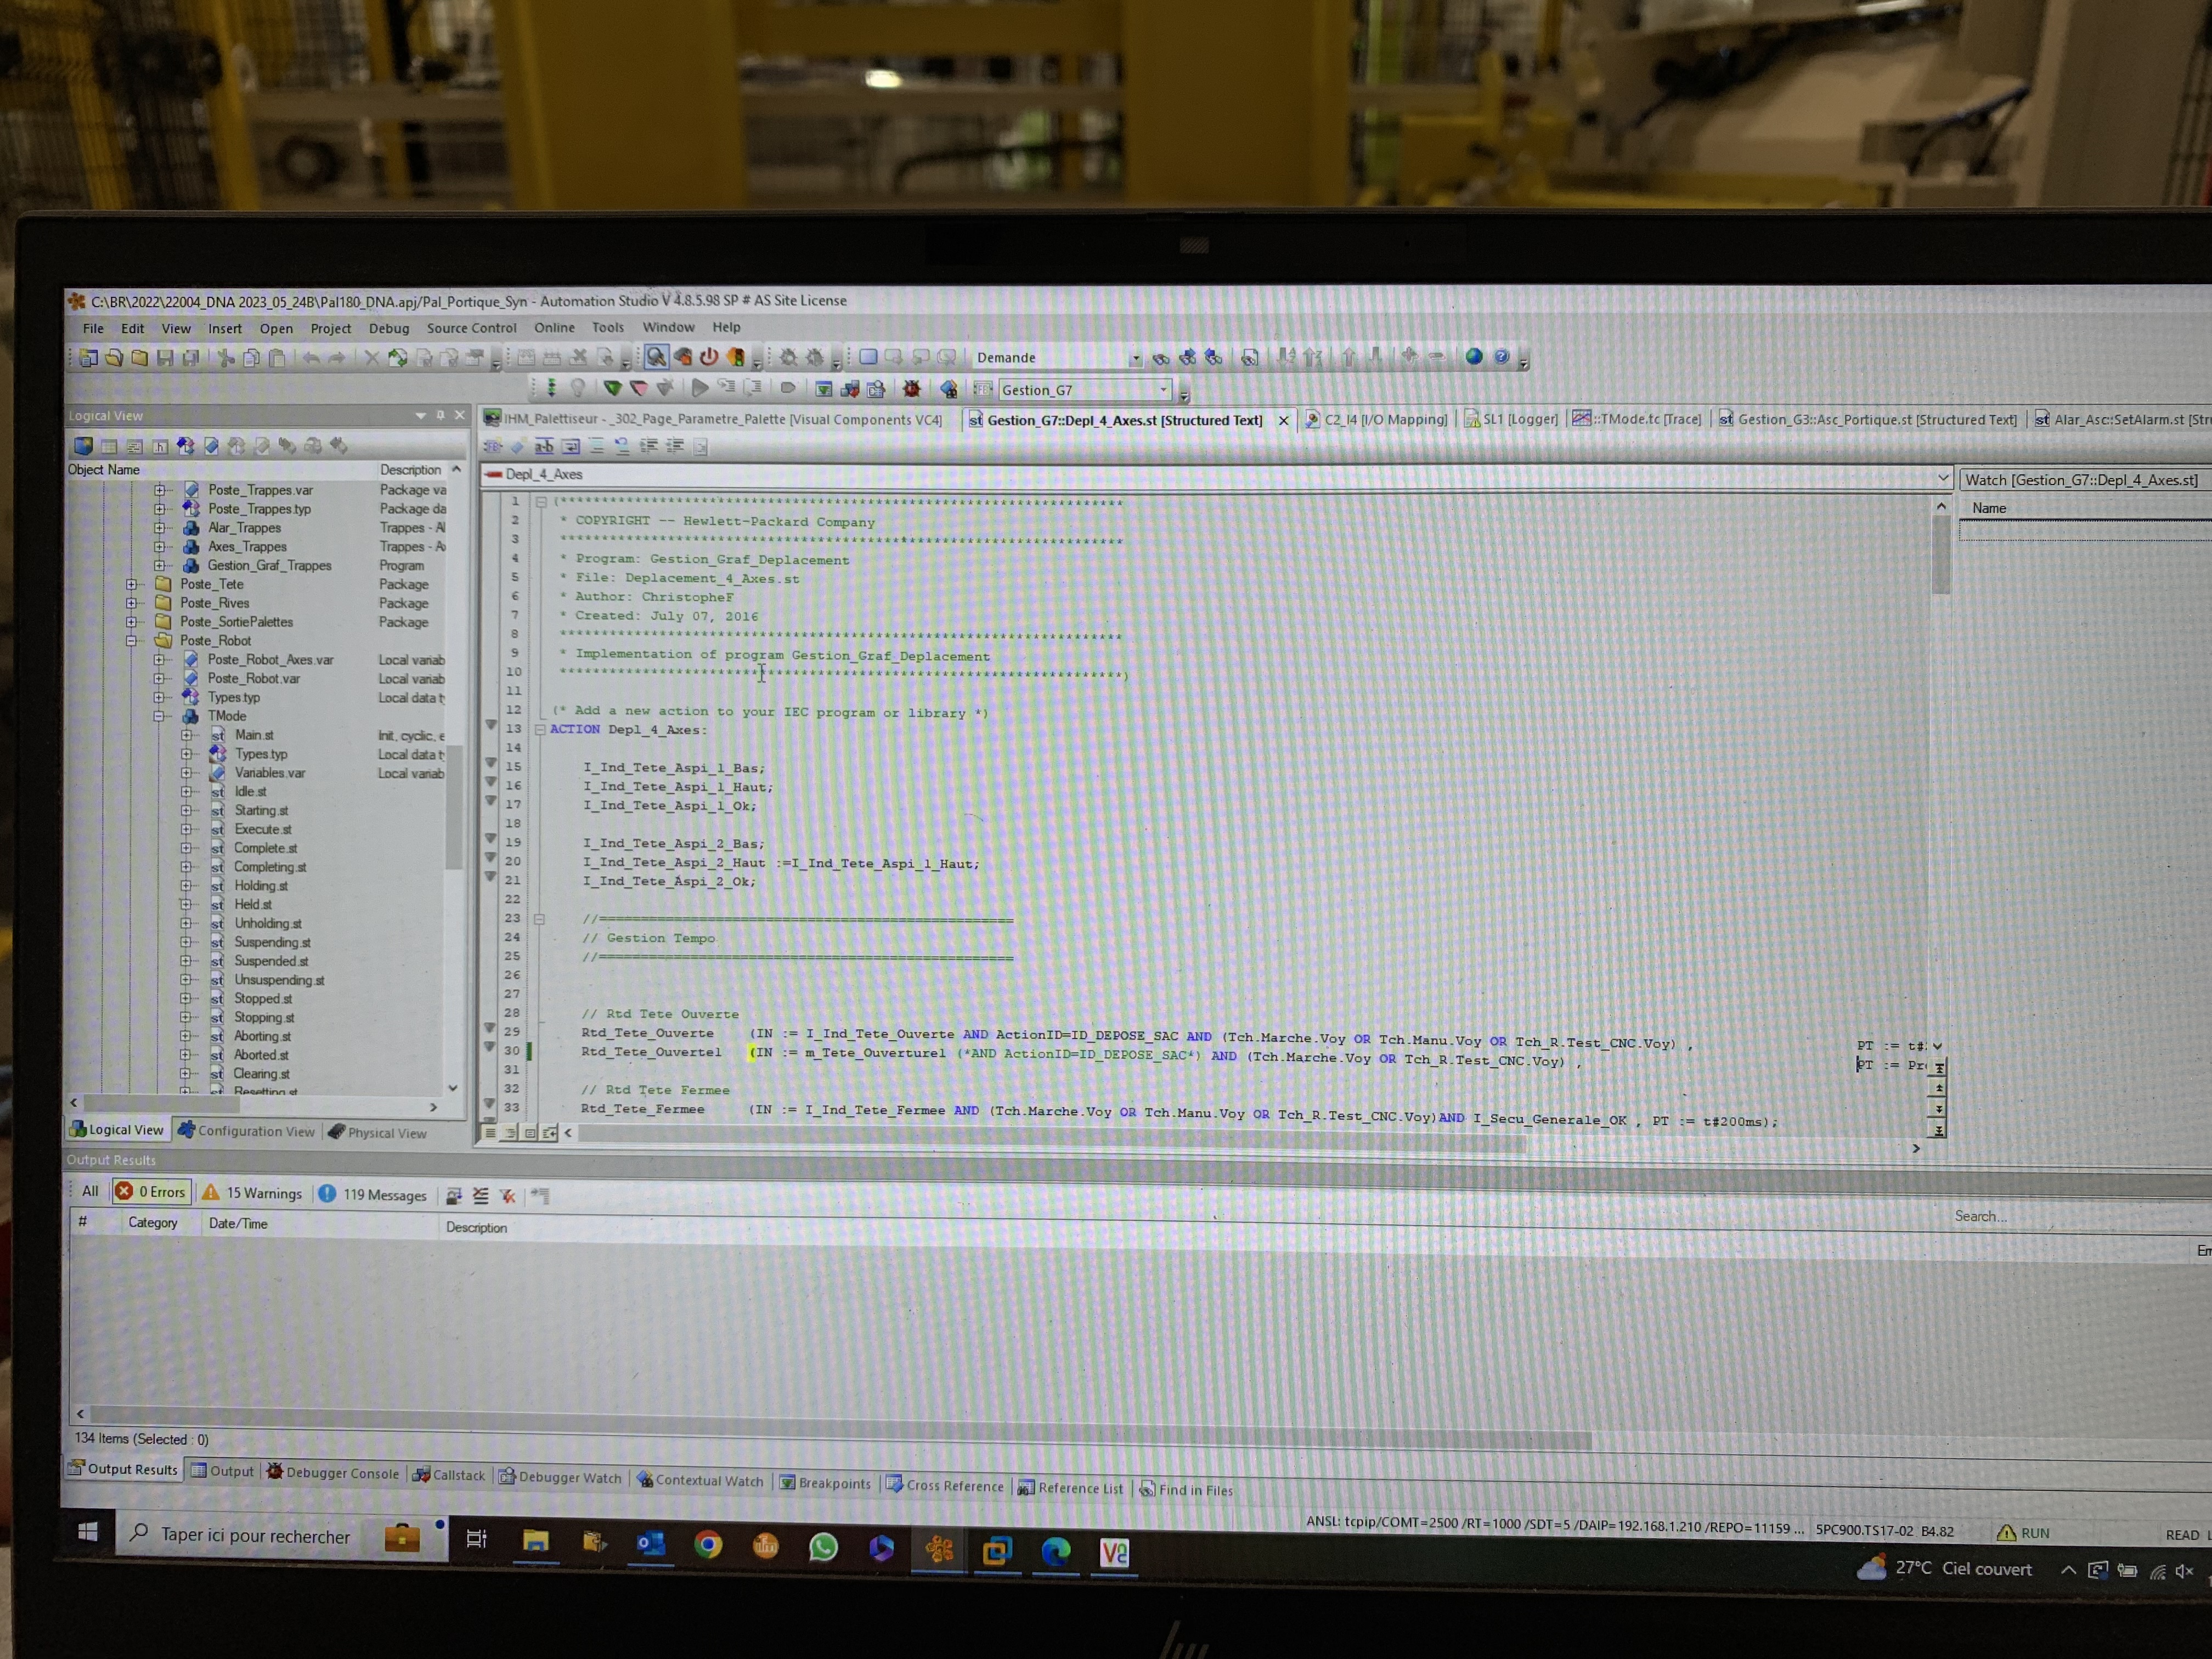 C:\BR\2022\22004_DNA 2023_05_24B\Pal180_DNA.apj/Pal_Portique_Syn - Automation Studio V 4.8.5.98 SP # AS Site License
File Edit View Insert Open Project Debug Source Control Online Tools Window Help
Demande
Gestion_G7
Logical View
IHM_Palettiseur - _302_Page_Parametre_Palette [Visual Components VC4]
Gestion_G7::Depl_4_Axes.st [Structured Text]
C2_I4 [I/O Mapping]
SL1 [Logger]
::TMode.tc [Trace]
Gestion_G3::Asc_Portique.st [Structured Text]
Alar_Asc::SetAlarm.st [Str
Object Name Description
Poste_Trappes.var Package va
Poste_Trappes.typ Package da
Alar_Trappes Trappes - Al
Axes_Trappes Trappes - A
Gestion_Graf_Trappes Program
Poste_Tete Package
Poste_Rives Package
Poste_SortiePalettes Package
Poste_Robot
Poste_Robot_Axes.var Local variab
Poste_Robot.var Local variab
Types.typ Local data t
TMode
Main.st Init, cyclic, e
Types.typ Local data t
Variables.var Local variab
Idle.st
Starting.st
Execute.st
Complete.st
Completing.st
Holding.st
Held.st
Unholding.st
Suspending.st
Suspended.st
Unsuspending.st
Stopped.st
Stopping.st
Aborting.st
Aborted.st
Clearing.st
Resetting.st
Logical View Configuration View Physical View
Depl_4_Axes
1 (*********************************************************************
2 * COPYRIGHT -- Hewlett-Packard Company
3 *********************************************************************
4 * Program: Gestion_Graf_Deplacement
5 * File: Deplacement_4_Axes.st
6 * Author: ChristopheF
7 * Created: July 07, 2016
8 *********************************************************************
9 * Implementation of program Gestion_Graf_Deplacement
10 *********************************************************************)
11
12 (* Add a new action to your IEC program or library *)
13 ACTION Depl_4_Axes:
14
15 I_Ind_Tete_Aspi_1_Bas;
16 I_Ind_Tete_Aspi_1_Haut;
17 I_Ind_Tete_Aspi_1_Ok;
18
19 I_Ind_Tete_Aspi_2_Bas;
20 I_Ind_Tete_Aspi_2_Haut :=I_Ind_Tete_Aspi_1_Haut;
21 I_Ind_Tete_Aspi_2_Ok;
22
23 //==================================================
24 // Gestion Tempo
25 //==================================================
26
27
28 // Rtd Tete Ouverte
29 Rtd_Tete_Ouverte (IN := I_Ind_Tete_Ouverte AND ActionID=ID_DEPOSE_SAC AND (Tch.Marche.Voy OR Tch.Manu.Voy OR Tch_R.Test_CNC.Voy) , PT := t#
30 Rtd_Tete_Ouverte1 (IN := m_Tete_Ouverture1 (*AND ActionID=ID_DEPOSE_SAC*) AND (Tch.Marche.Voy OR Tch_R.Test_CNC.Voy) , PT := Pr
31
32 // Rtd Tete Fermee
33 Rtd_Tete_Fermee (IN := I_Ind_Tete_Fermee AND (Tch.Marche.Voy OR Tch.Manu.Voy OR Tch_R.Test_CNC.Voy)AND I_Secu_Generale_OK , PT := t#200ms);
Watch [Gestion_G7::Depl_4_Axes.st]
Name
Output Results
All 0 Errors 15 Warnings 119 Messages
Search...
# Category Date/Time Description
134 Items (Selected : 0)
Output Results Output Debugger Console Callstack Debugger Watch Contextual Watch Breakpoints Cross Reference Reference List Find in Files
ANSL: tcpip/COMT=2500 /RT=1000 /SDT=5 /DAIP=192.168.1.210 /REPO=11159 ... 5PC900.TS17-02 B4.82 RUN READ
Taper ici pour rechercher
27°C Ciel couvert
hp